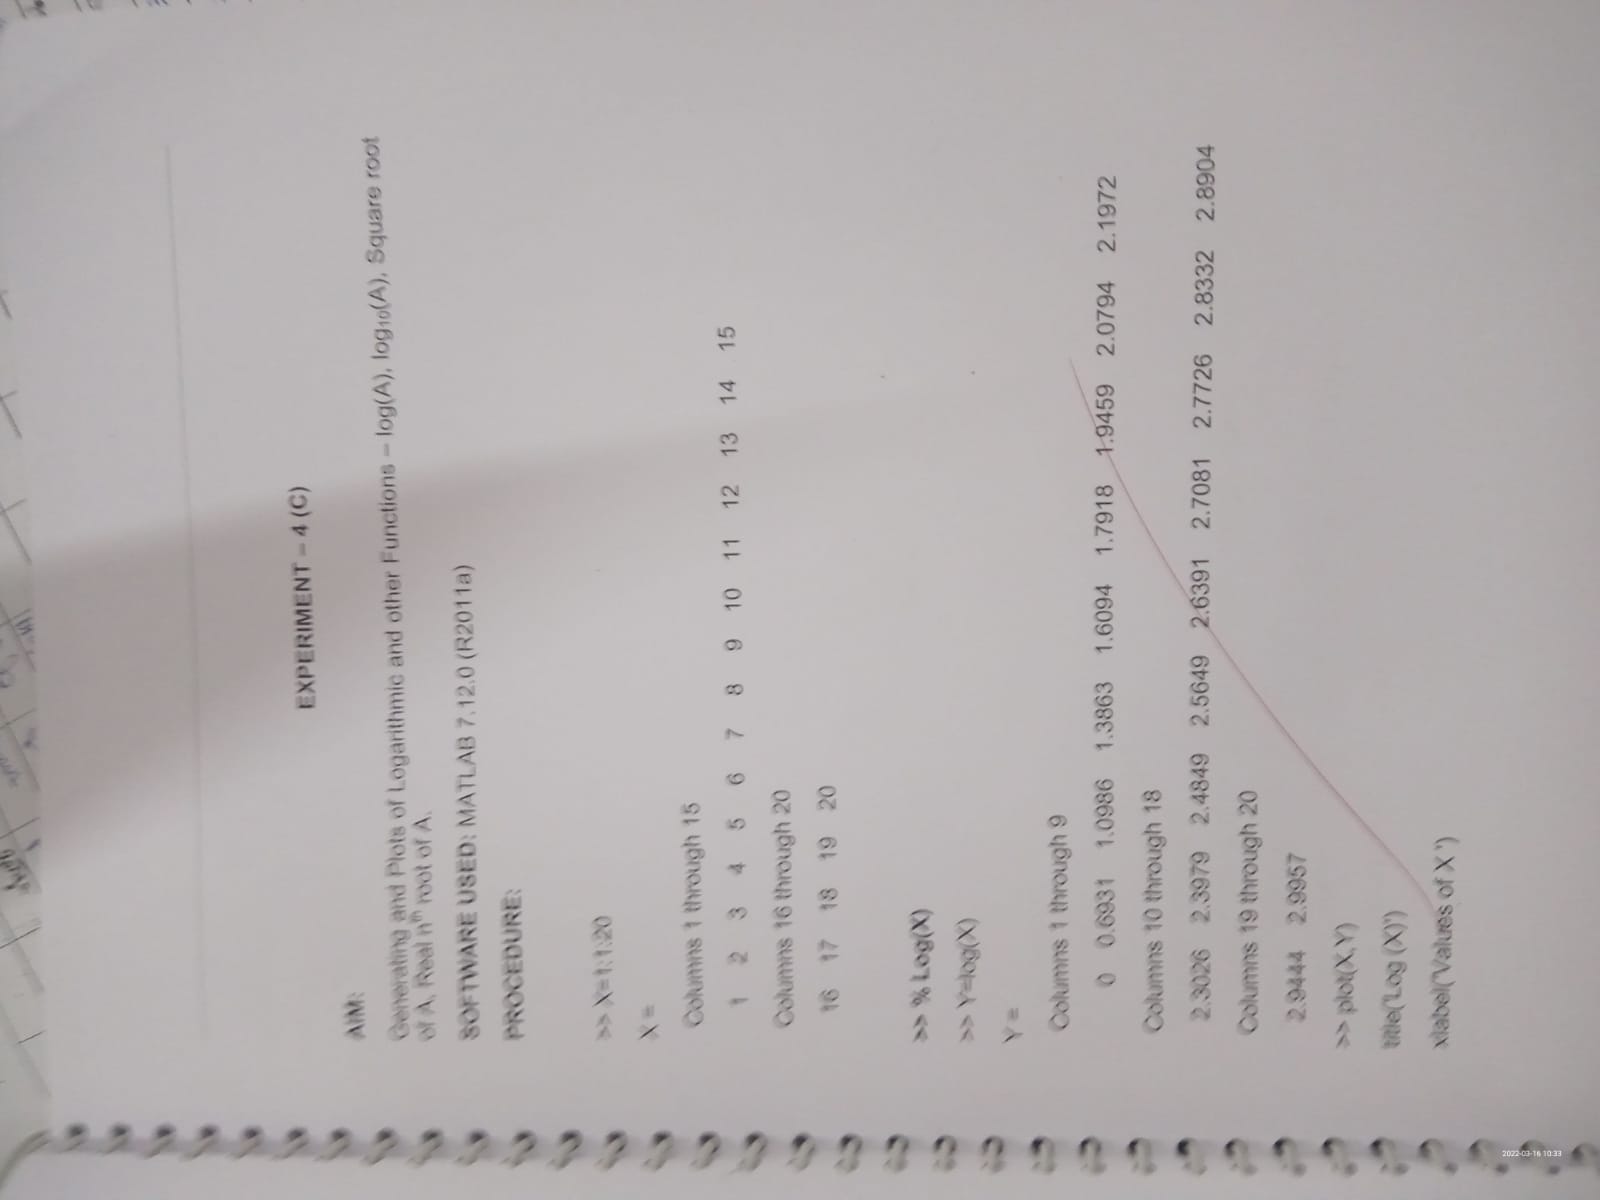 EXPERIMENT – 4 (C)
AIM:
Generating and Plots of Logarithmic and other Functions – log(A), log10(A), Square root
of A, Real nth root of A.
SOFTWARE USED: MATLAB 7.12.0 (R2011a)
PROCEDURE:
>> X=1:1:20
X =
Columns 1 through 15
1 2 3 4 5 6 7 8 9 10 11 12 13 14 15
Columns 16 through 20
16 17 18 19 20
>> % Log(X)
>> Y=log(X)
Y =
Columns 1 through 9
0 0.6931 1.0986 1.3863 1.6094 1.7918 1.9459 2.0794 2.1972
Columns 10 through 18
2.3026 2.3979 2.4849 2.5649 2.6391 2.7081 2.7726 2.8332 2.8904
Columns 19 through 20
2.9444 2.9957
>> plot(X,Y)
title('Log (X)')
xlabel('Values of X ')
2022-03-16 10:33